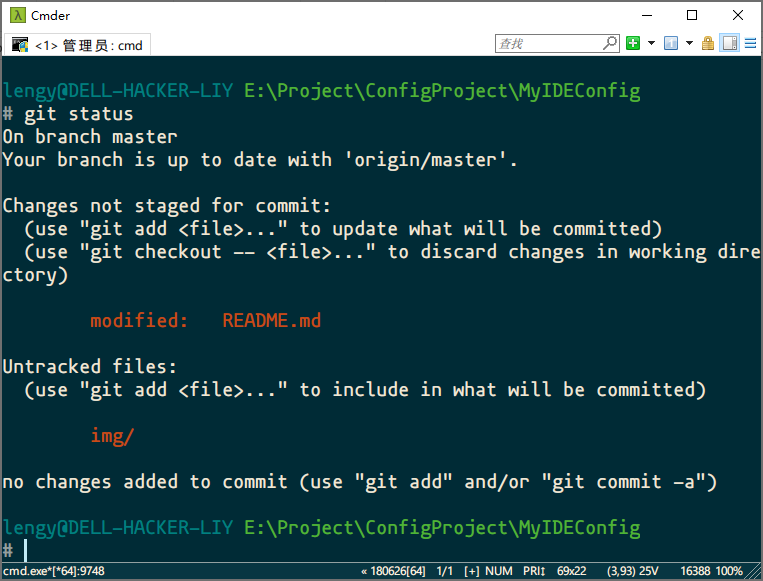 Cmder
<1> 管理员: cmd
查找
lengy@DELL-HACKER-LIY E:\Project\ConfigProject\MyIDEConfig
# git status
On branch master
Your branch is up to date with 'origin/master'.
Changes not staged for commit:
(use "git add <file>..." to update what will be committed)
(use "git checkout -- <file>..." to discard changes in working dire
ctory)
modified:   README.md
Untracked files:
(use "git add <file>..." to include in what will be committed)
img/
no changes added to commit (use "git add" and/or "git commit -a")
lengy@DELL-HACKER-LIY E:\Project\ConfigProject\MyIDEConfig
#
cmd.exe*[*64]:9748 « 180626[64] 1/1 [+] NUM PRI↕ 69x22 (3,93) 25V 16388 100%